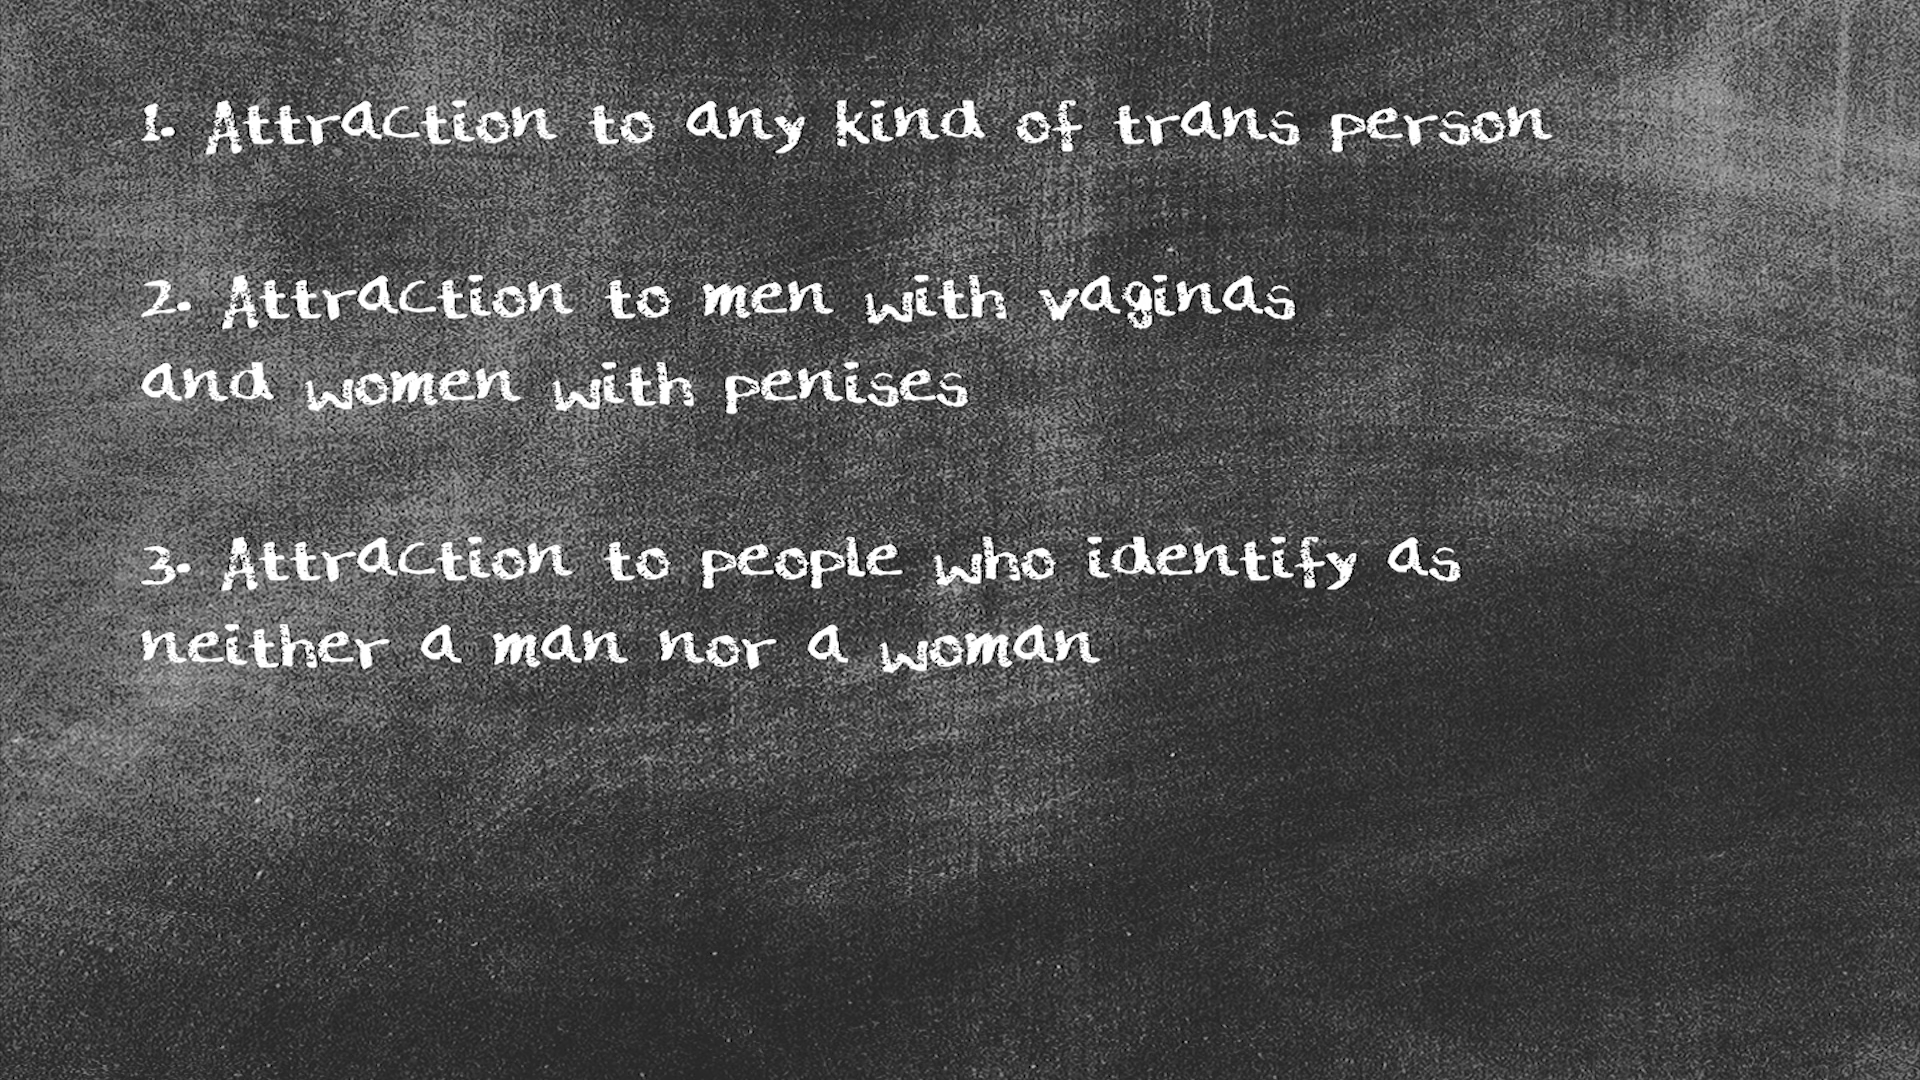 1. Attraction to any kind of trans person
2. Attraction to men with vaginas
and women with penises
3. Attraction to people who identify as
neither a man nor a woman